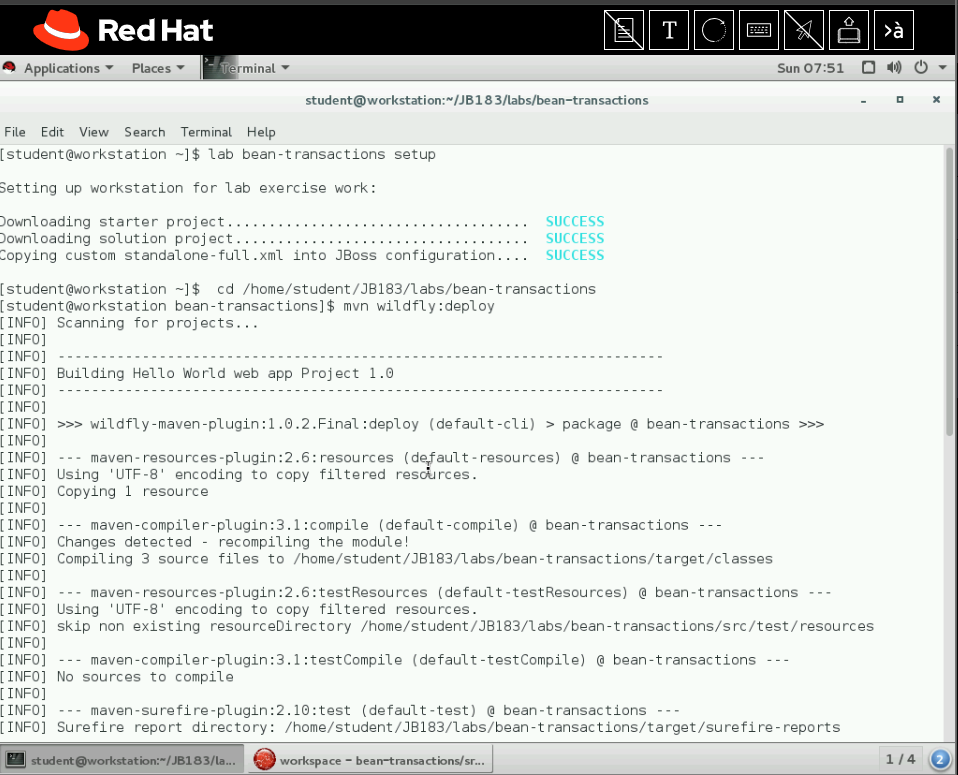 Red Hat
T
>à
Applications
Places
Terminal
Sun 07:51
student@workstation:~/JB183/labs/bean-transactions
File Edit View Search Terminal Help
[student@workstation ~]$ lab bean-transactions setup
Setting up workstation for lab exercise work:
Downloading starter project.................................... SUCCESS
Downloading solution project................................... SUCCESS
Copying custom standalone-full.xml into JBoss configuration.... SUCCESS
[student@workstation ~]$  cd /home/student/JB183/labs/bean-transactions
[student@workstation bean-transactions]$ mvn wildfly:deploy
[INFO] Scanning for projects...
[INFO]
[INFO] ------------------------------------------------------------------------
[INFO] Building Hello World web app Project 1.0
[INFO] ------------------------------------------------------------------------
[INFO]
[INFO] >>> wildfly-maven-plugin:1.0.2.Final:deploy (default-cli) > package @ bean-transactions >>>
[INFO]
[INFO] --- maven-resources-plugin:2.6:resources (default-resources) @ bean-transactions ---
[INFO] Using 'UTF-8' encoding to copy filtered resources.
[INFO] Copying 1 resource
[INFO]
[INFO] --- maven-compiler-plugin:3.1:compile (default-compile) @ bean-transactions ---
[INFO] Changes detected - recompiling the module!
[INFO] Compiling 3 source files to /home/student/JB183/labs/bean-transactions/target/classes
[INFO]
[INFO] --- maven-resources-plugin:2.6:testResources (default-testResources) @ bean-transactions ---
[INFO] Using 'UTF-8' encoding to copy filtered resources.
[INFO] skip non existing resourceDirectory /home/student/JB183/labs/bean-transactions/src/test/resources
[INFO]
[INFO] --- maven-compiler-plugin:3.1:testCompile (default-testCompile) @ bean-transactions ---
[INFO] No sources to compile
[INFO]
[INFO] --- maven-surefire-plugin:2.10:test (default-test) @ bean-transactions ---
[INFO] Surefire report directory: /home/student/JB183/labs/bean-transactions/target/surefire-reports
student@workstation:~/JB183/la...
workspace - bean-transactions/sr...
1 / 4
2